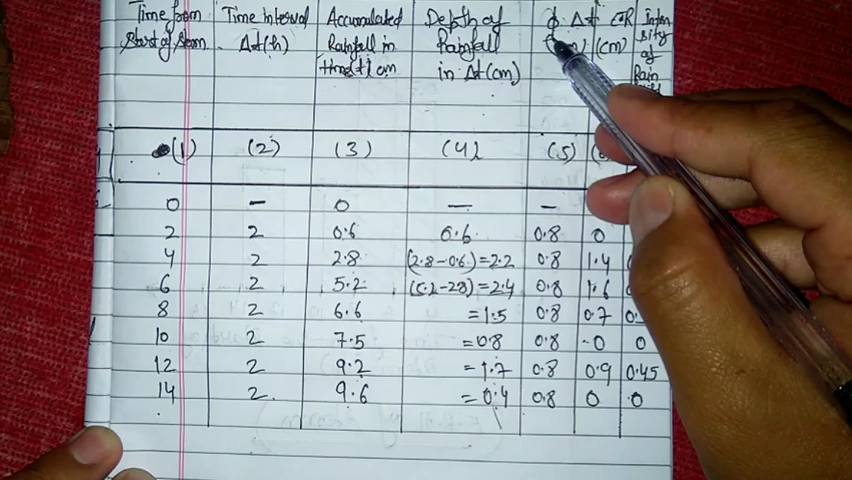 Time from Time interval Accumulated Depth of ϕ.Δt ER Inten
Start of Storm Δt(h) Rainfall in Rainfall (cm) sity
in Δt(cm) of
Rain
(1) (2) (3) (4) (5)
0 - 0 - -
2 2 0.6 0.6 0.8 0
4 2 2.8 (2.8-0.6)=2.2 0.8 1.4
6 2 5.2 (5.2-28)=2.4 0.8 1.6
8 2 6.6 =1.5 0.8 0.7
10 2 7.5 =0.8 0.8 0 0
12 2 9.2 =1.7 0.8 0.9 0.45
14 2 9.6 =0.4 0.8 0 0